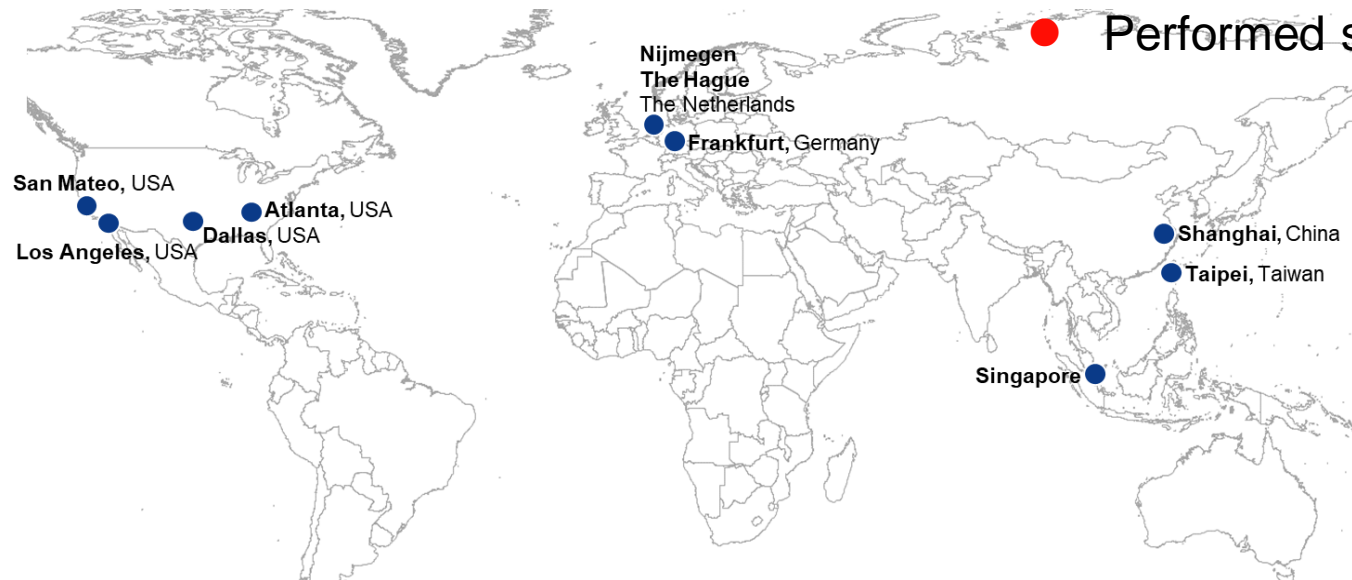 Performed s
Nijmegen
The Hague
The Netherlands
Frankfurt, Germany
San Mateo, USA
Atlanta, USA
Dallas, USA
Los Angeles, USA
Shanghai, China
Taipei, Taiwan
Singapore